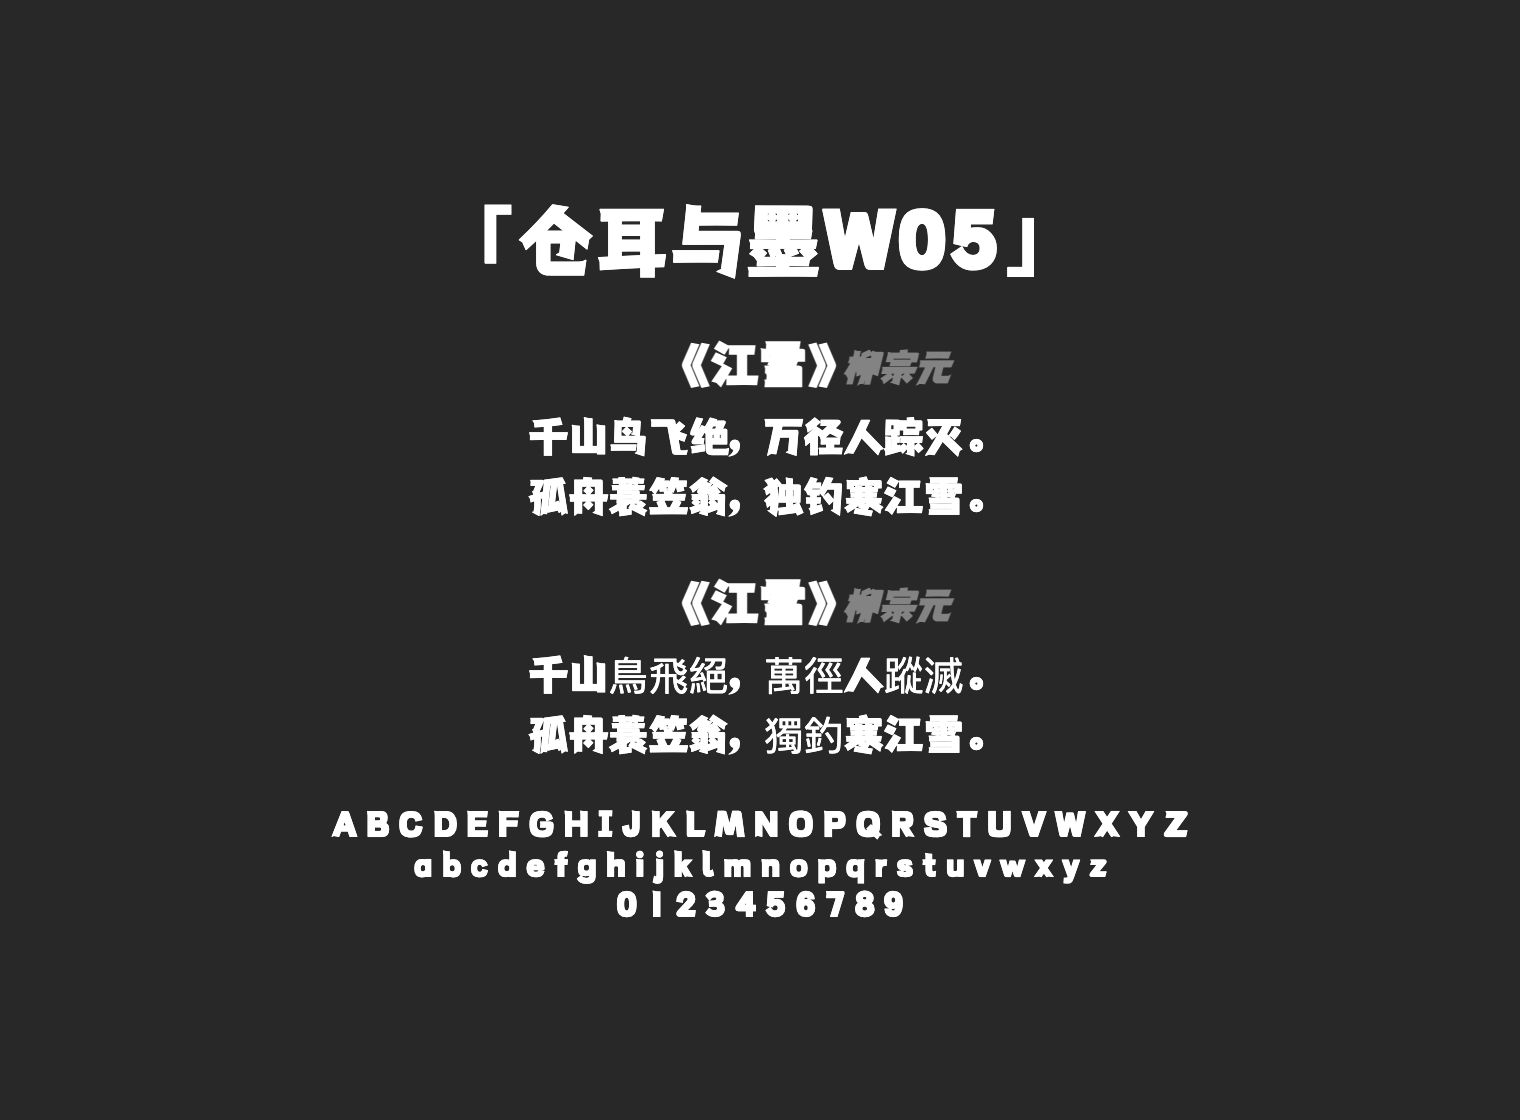 「仓耳与墨W05」
《江雪》柳宗元
千山鸟飞绝，万径人踪灭。
孤舟蓑笠翁，独钓寒江雪。
《江雪》柳宗元
千山鳥飛絕，萬徑人蹤滅。
孤舟蓑笠翁，獨釣寒江雪。
ABCDEFGHIJKLMNOPQRSTUVWXYZ
abcdefghijklmnopqrstuvwxyz
0123456789